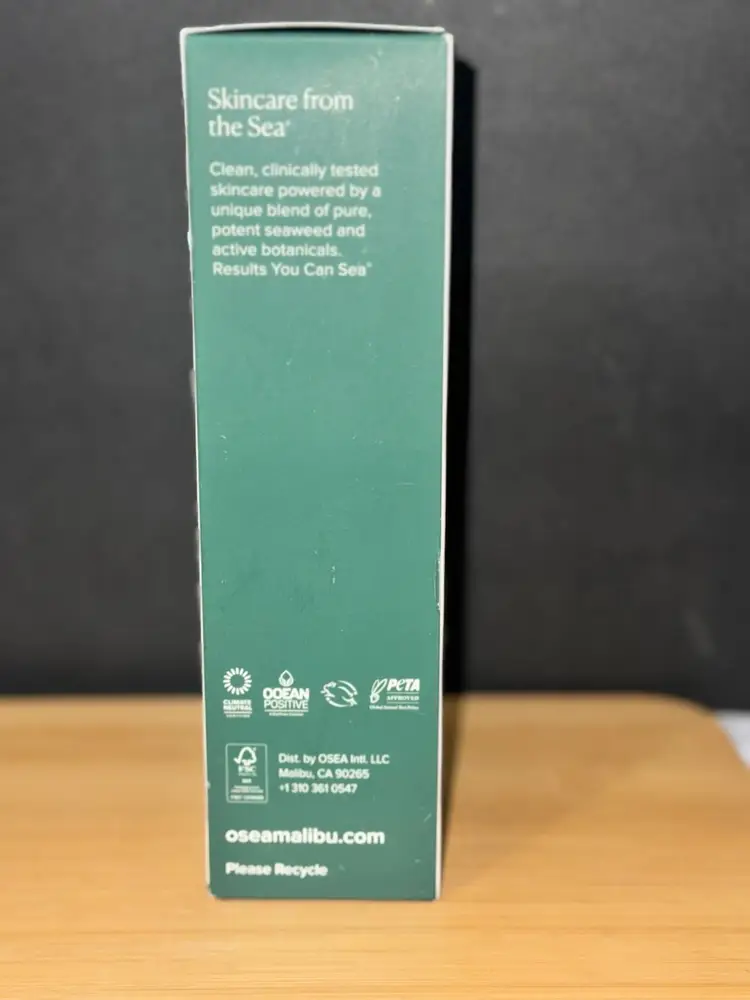 Skincare from
the Sea®
Clean, clinically tested
skincare powered by a
unique blend of pure,
potent seaweed and
active botanicals.
Results You Can Sea®
CLIMATE
NEUTRAL
CERTIFIED
OCEAN
POSITIVE
PETA
APPROVED
FSC
Dist. by OSEA Intl. LLC
Malibu, CA 90265
+1 310 361 0547
oseamalibu.com
Please Recycle